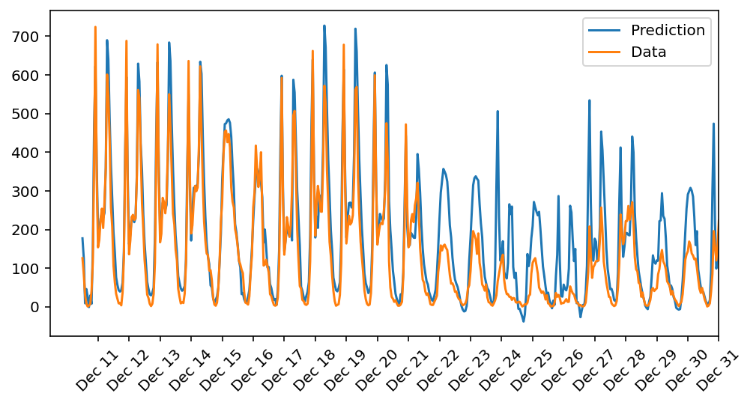 Prediction
Data
700
600
500
400
300
200
100
0
Dec 11
Dec 12
Dec 13
Dec 14
Dec 15
Dec 16
Dec 17
Dec 18
Dec 19
Dec 20
Dec 21
Dec 22
Dec 23
Dec 24
Dec 25
Dec 26
Dec 27
Dec 28
Dec 29
Dec 30
Dec 31